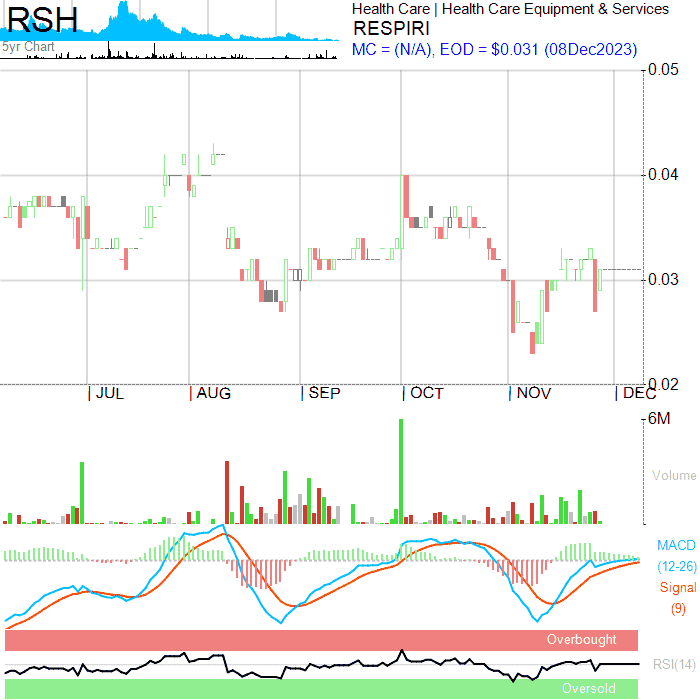 RSH
5yr Chart
Health Care | Health Care Equipment & Services
RESPIRI
MC = (N/A), EOD = $0.031 (08Dec2023)
0.05
0.04
0.03
0.02
JUL AUG SEP OCT NOV DEC
6M
Volume
MACD
(12-26)
Signal
(9)
Overbought
RSI(14)
Oversold